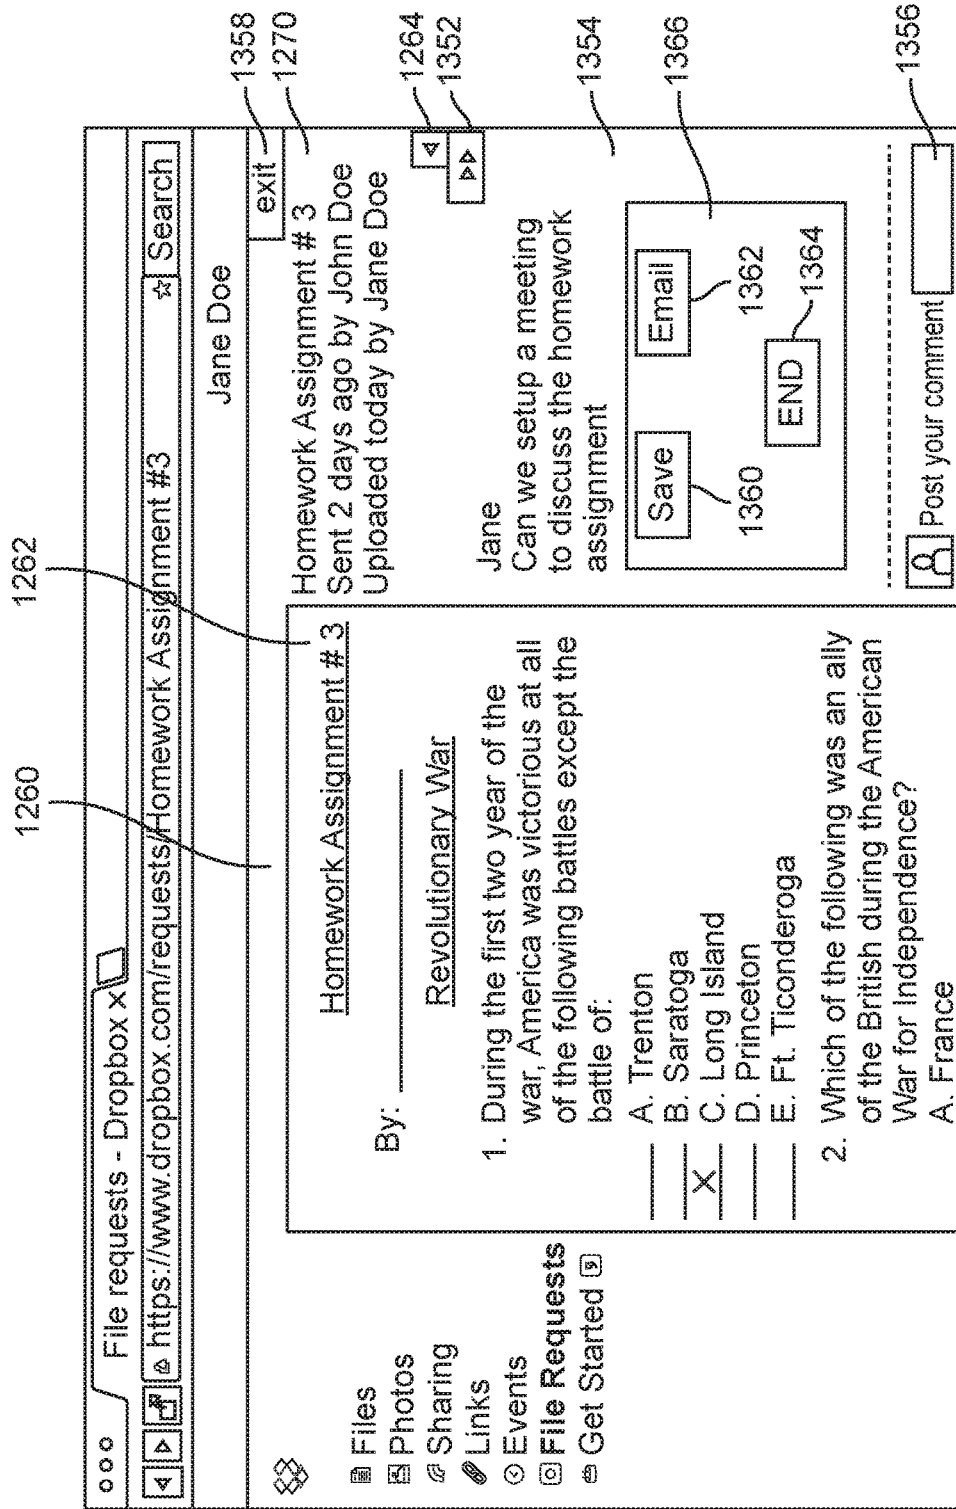 1260
1262
File requests - Dropbox x
https://www.dropbox.com/requests/Homework Assignment #3
Search
Jane Doe
exit
1358
1270
Files
Photos
Sharing
Links
Events
File Requests
Get Started
Homework Assignment # 3
By:
Revolutionary War
1. During the first two year of the
war, America was victorious at all
of the following battles except the
battle of:
A. Trenton
B. Saratoga
X C. Long Island
D. Princeton
E. Ft. Ticonderoga
2. Which of the following was an ally
of the British during the American
War for Independence?
A. France
Homework Assignment # 3
Sent 2 days ago by John Doe
Uploaded today by Jane Doe
1264
1352
Jane
Can we setup a meeting
to discuss the homework
assignment
1354
Save
Email
1366
1360
1362
END
1364
Post your comment
1356